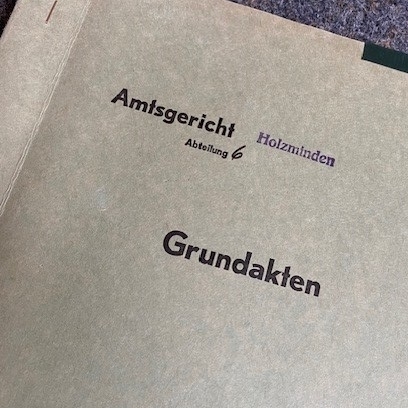 Amtsgericht Holzminden
Abteilung 6
Grundakten